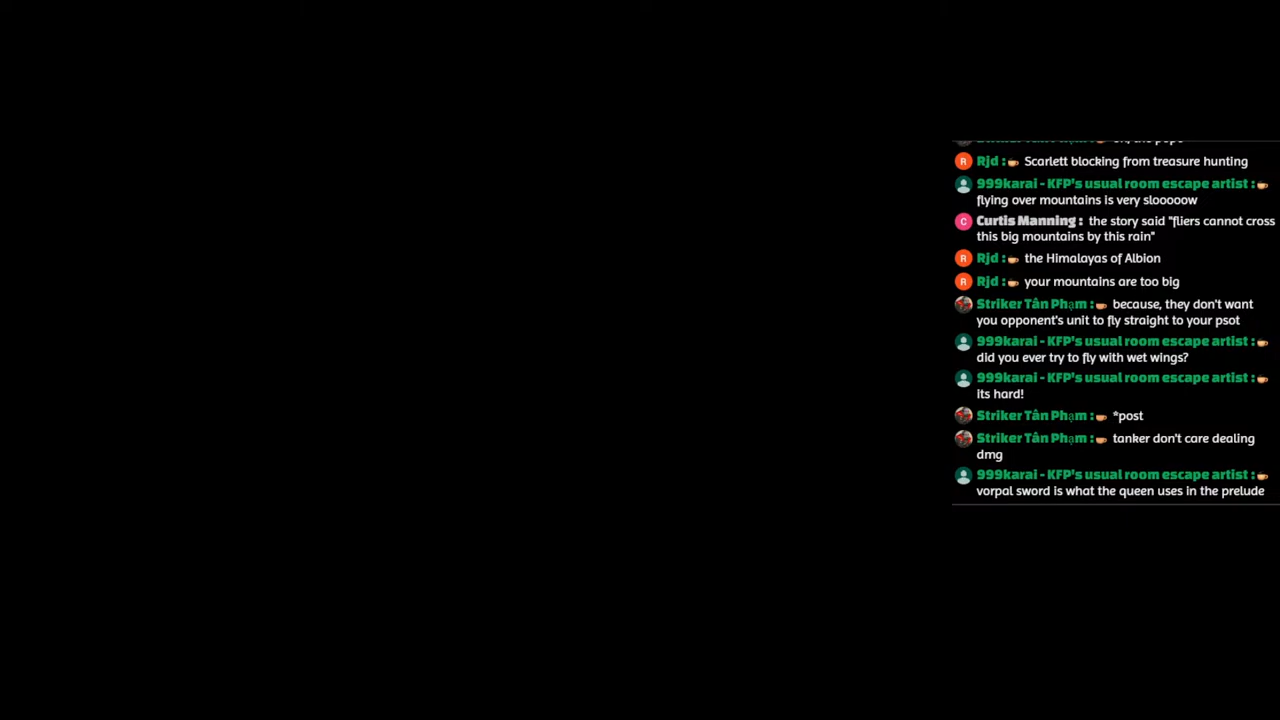 Rjd : Scarlett blocking from treasure hunting
999karai - KFP's usual room escape artist :
flying over mountains is very slooooow
Curtis Manning : the story said "fliers cannot cross
this big mountains by this rain"
Rjd : the Himalayas of Albion
Rjd : your mountains are too big
Striker Tân Phạm : because, they don't want
you opponent's unit to fly straight to your psot
999karai - KFP's usual room escape artist :
did you ever try to fly with wet wings?
999karai - KFP's usual room escape artist :
its hard!
Striker Tân Phạm : *post
Striker Tân Phạm : tanker don't care dealing
dmg
999karai - KFP's usual room escape artist :
vorpal sword is what the queen uses in the prelude